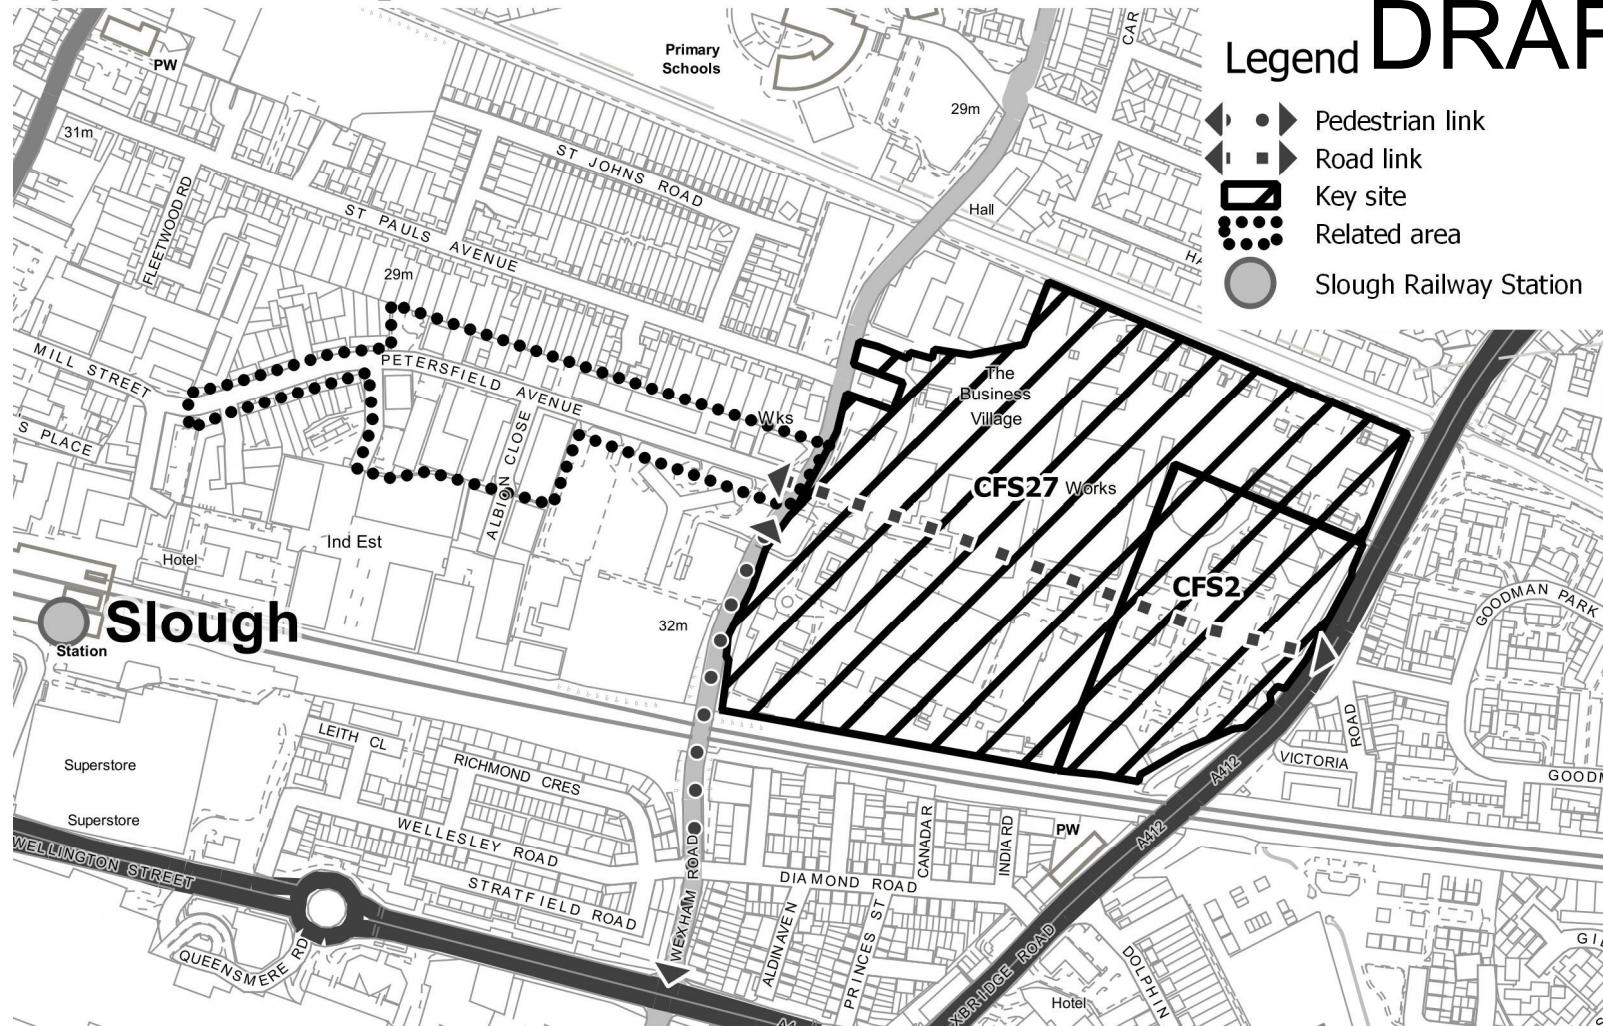 DRAF
Legend
Pedestrian link
Road link
Key site
Related area
Slough Railway Station
PW
Primary
Schools
CAR
29m
31m
ST JOHNS ROAD
FLEETWOOD RD
Hall
ST PAULS AVENUE
HA
29m
MILL STREET
PETERSFIELD AVENUE
The
Business
Village
Wks
'S PLACE
ALBION CLOSE
CFS27
Works
Ind Est
Hotel
CFS2
GOODMAN PARK
Slough
Station
32m
LEITH CL
ROAD
RICHMOND CRES
VICTORIA
Superstore
A412
GOODM
Superstore
WELLESLEY ROAD
CANADA R
INDIA RD
PW
A412
WELLINGTON STREET
STRATFIELD ROAD
WEXHAM ROAD
DIAMOND ROAD
ALDIN AVEN
PRINCES ST
QUEENSMERE RD
XBRIDGE ROAD
DOLPHIN
GIL
Hotel